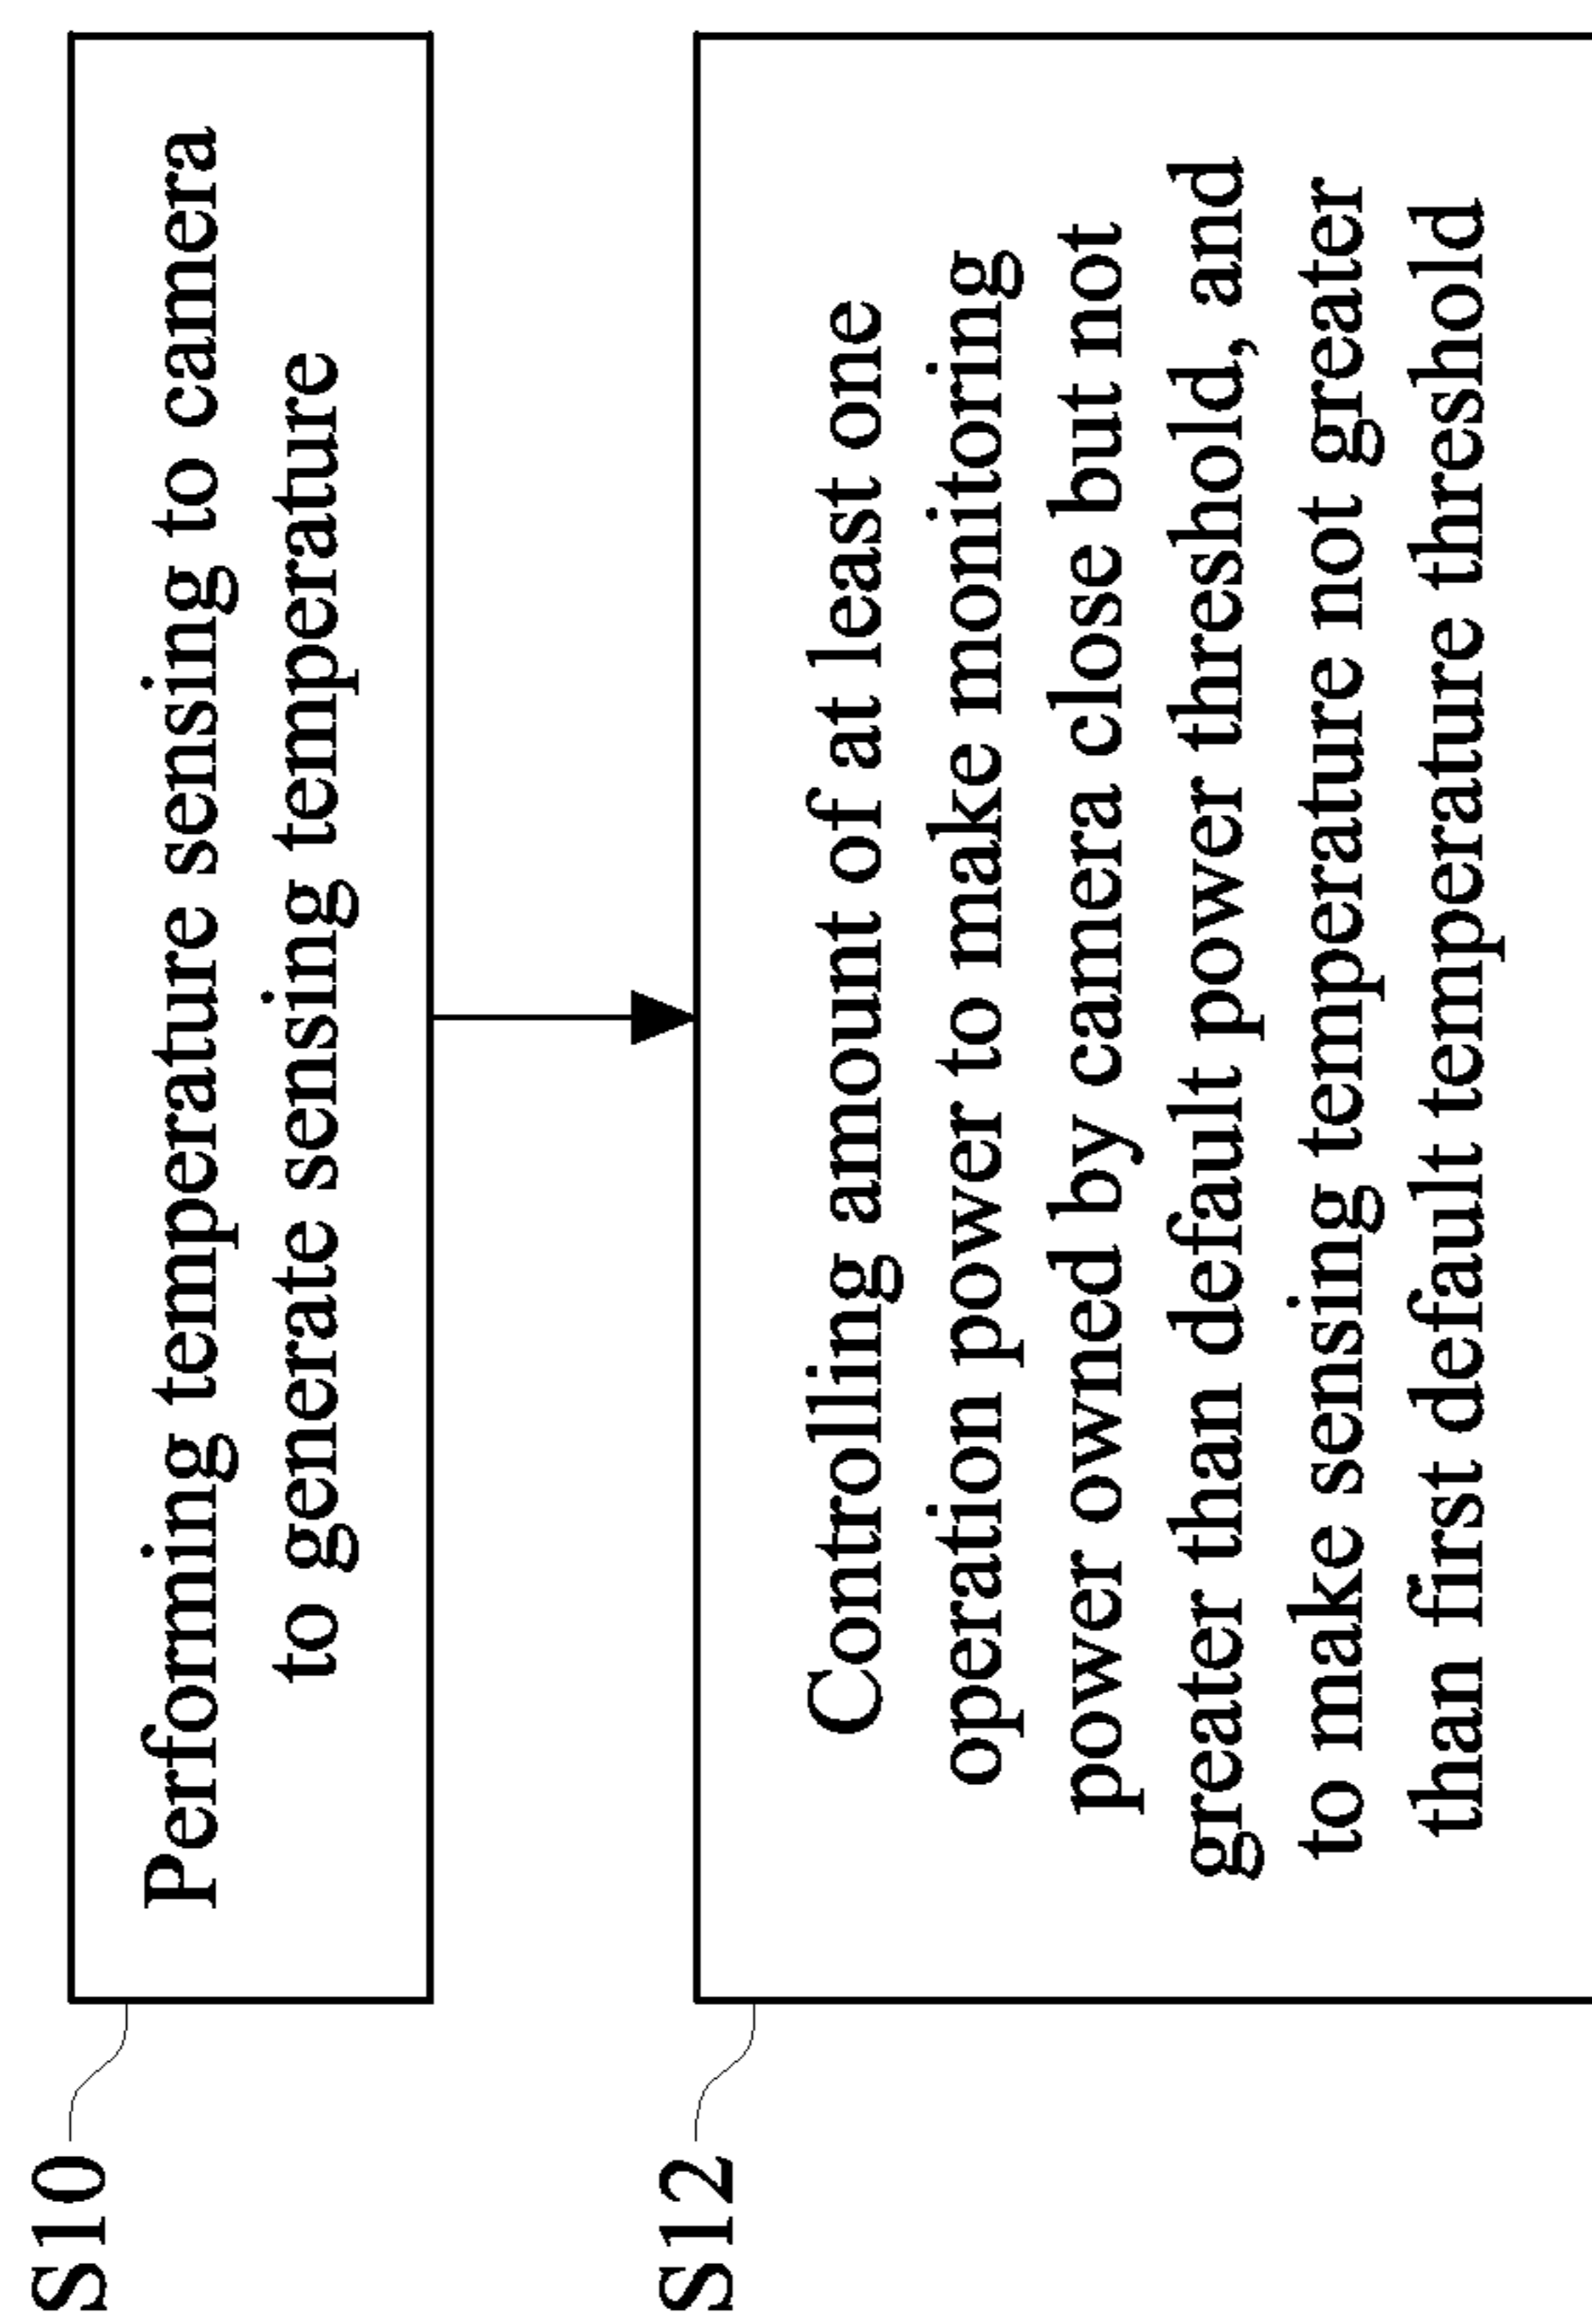 S10
Performing temperature sensing to camera
to generate sensing temperature
S12
Controlling amount of at least one
operation power to make monitoring
power owned by camera close but not
greater than default power threshold, and
to make sensing temperature not greater
than first default temperature threshold